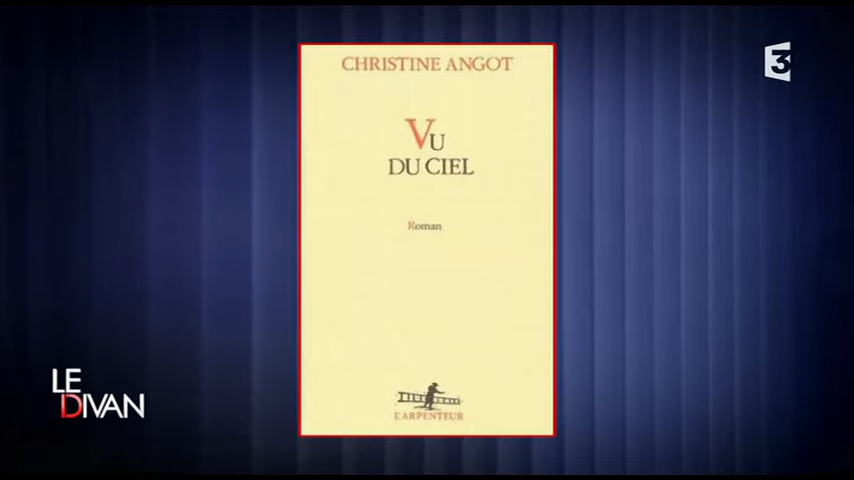 CHRISTINE ANGOT
3
VU
DU CIEL
Roman
LE
DIVAN
L'ARPENTEUR